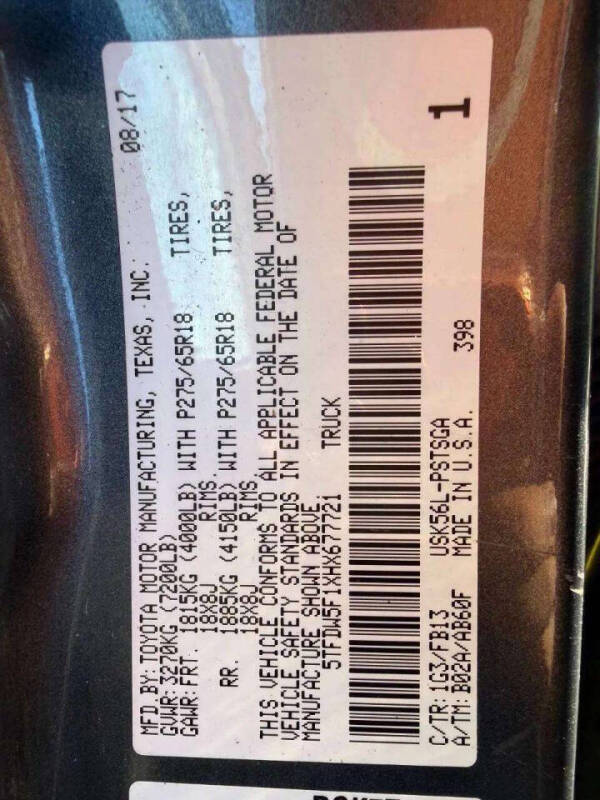 MFD.BY:TOYOTA MOTOR MANUFACTURING, TEXAS, INC. 08/17
GVWR:3270KG (7200LB)
GAWR:FRT. 1815KG (4000LB) WITH P275/65R18 TIRES,
18X8J RIMS.
RR. 1885KG (4150LB) WITH P275/65R18 TIRES,
18X8J RIMS.
THIS VEHICLE CONFORMS TO ALL APPLICABLE FEDERAL MOTOR
VEHICLE SAFETY STANDARDS IN EFFECT ON THE DATE OF
MANUFACTURE SHOWN ABOVE.
5TFDW5F1XHX677721 TRUCK
C/TR:1G3/FB13 USK56L-PSTSGA 398 1
A/TM:B02A/AB60F MADE IN U.S.A.